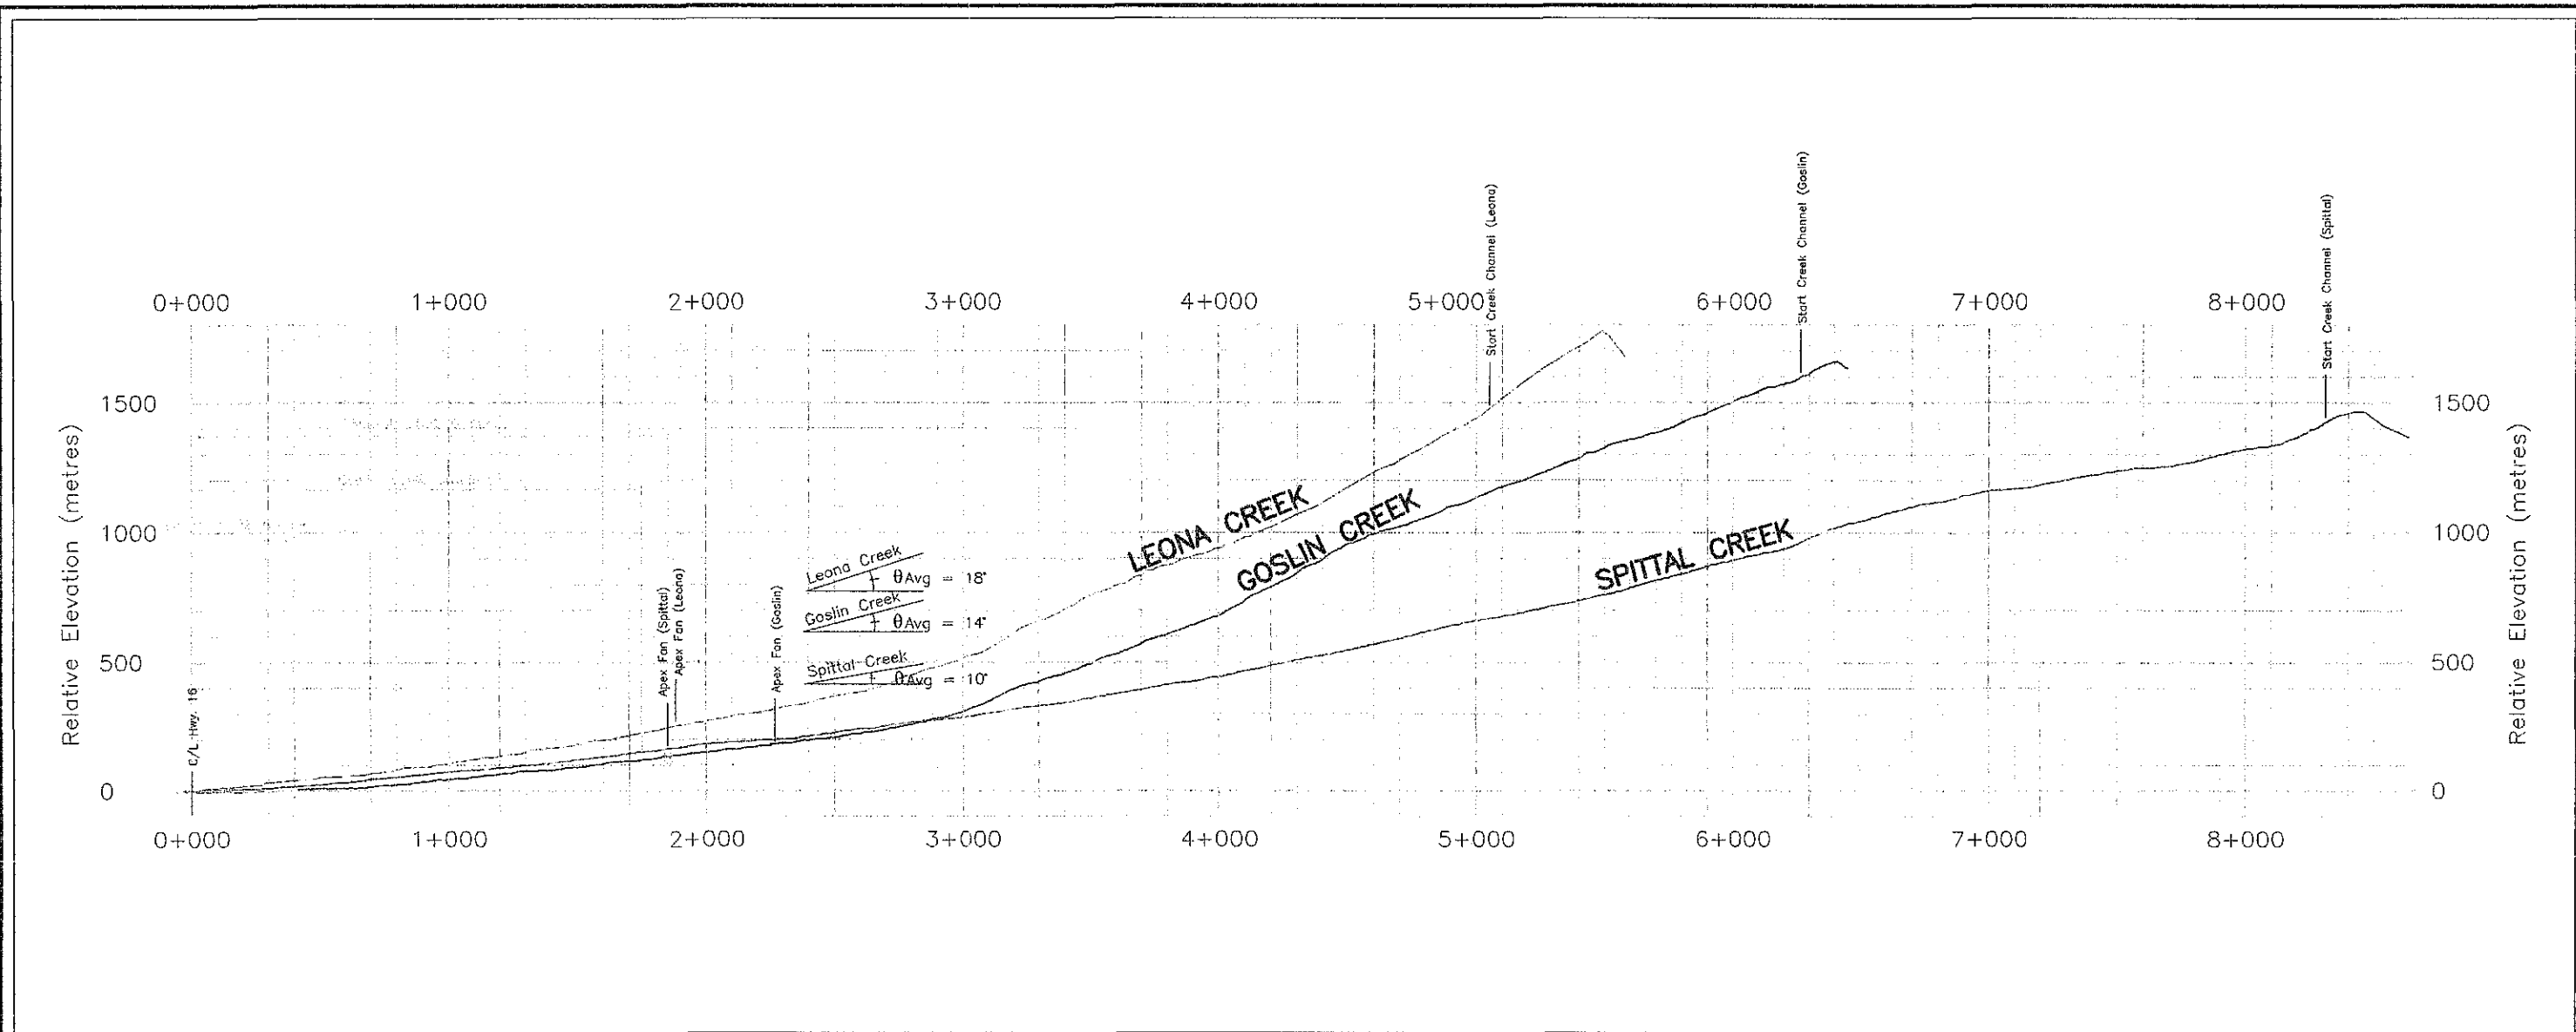 Start Creek Channel (Leona)
Start Creek Channel (Goslin)
Start Creek Channel (Spittal)
0+000 1+000 2+000 3+000 4+000 5+000 6+000 7+000 8+000
1500 1500
1000 1000
500 500
0 0
Relative Elevation (metres)
Relative Elevation (metres)
C/L Hwy. 16
Apex Fan (Spittal)
Apex Fan (Leona)
Apex Fan (Goslin)
Leona Creek
θAvg = 18°
Goslin Creek
θAvg = 14°
Spittal Creek
θAvg = 10°
LEONA CREEK
GOSLIN CREEK
SPITTAL CREEK
0+000 1+000 2+000 3+000 4+000 5+000 6+000 7+000 8+000